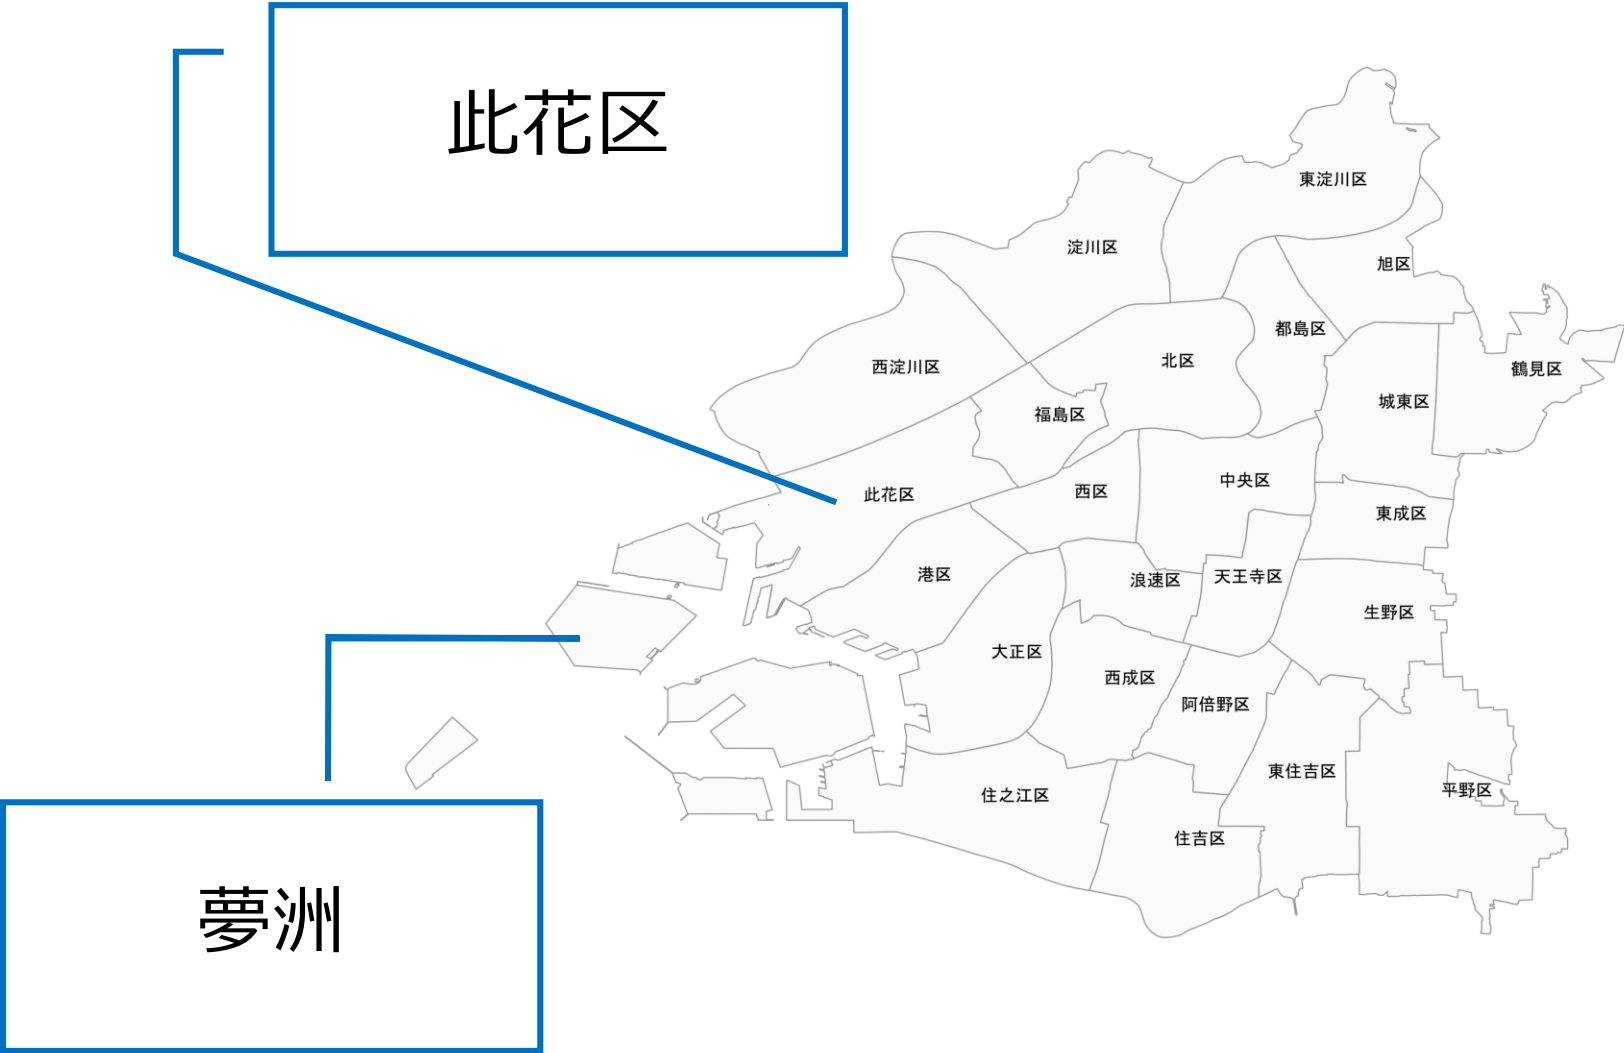 此花区
東淀川区
淀川区
旭区
都島区
西淀川区
北区
鶴見区
城東区
福島区
此花区
西区
中央区
東成区
港区
浪速区
天王寺区
生野区
大正区
西成区
阿倍野区
東住吉区
平野区
住之江区
住吉区
夢洲